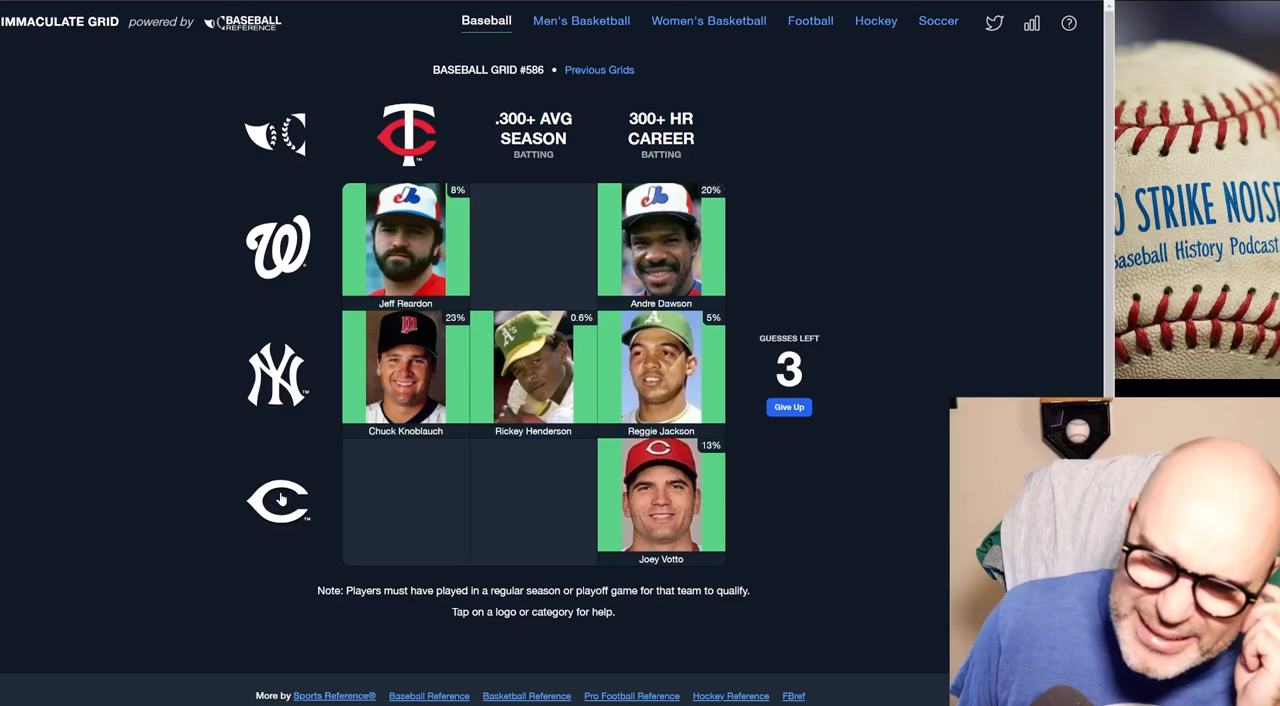 IMMACULATE GRID powered by BASEBALL REFERENCE
Baseball Men's Basketball Women's Basketball Football Hockey Soccer
BASEBALL GRID #586 • Previous Grids
.300+ AVG SEASON BATTING
300+ HR CAREER BATTING
8%
Jeff Reardon
20%
Andre Dawson
23%
Chuck Knoblauch
0.6%
Rickey Henderson
5%
Reggie Jackson
13%
Joey Votto
GUESSES LEFT
3
Give Up
Note: Players must have played in a regular season or playoff game for that team to qualify.
Tap on a logo or category for help.
More by Sports Reference® Baseball Reference Basketball Reference Pro Football Reference Hockey Reference FBref
STRIKE NOISE
Baseball History Podcast